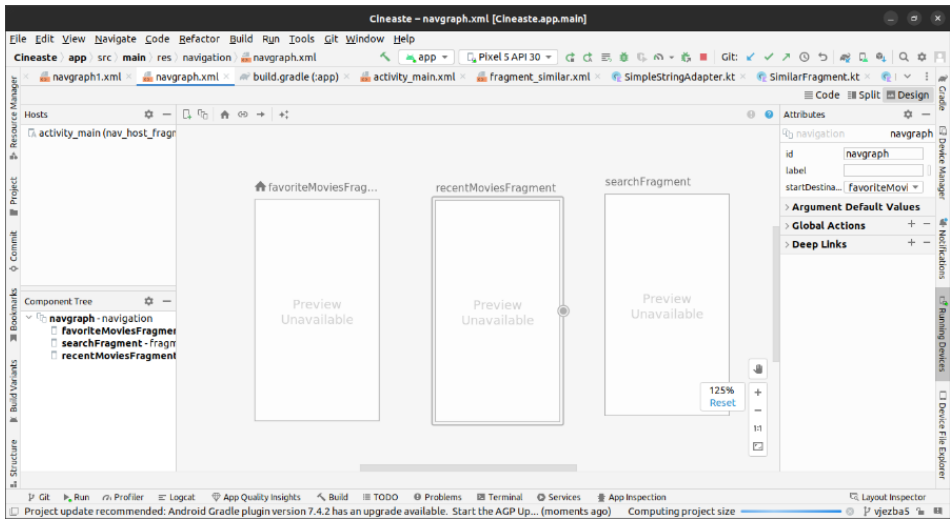 Cineaste – navgraph.xml [Cineaste.app.main]
File Edit View Navigate Code Refactor Build Run Tools Git Window Help
Cineaste app src main res navigation navgraph.xml app Pixel 5 API 30 Git:
navgraph1.xml navgraph.xml build.gradle (:app) activity_main.xml fragment_similar.xml SimpleStringAdapter.kt SimilarFragment.kt
Code Split Design
Hosts
activity_main (nav_host_fragr
Attributes
navigation navgraph
id navgraph
label
startDestina... favoriteMovi
Argument Default Values
Global Actions
Deep Links
favoriteMoviesFrag...
recentMoviesFragment
searchFragment
Preview
Unavailable
Preview
Unavailable
Preview
Unavailable
125%
Reset
1:1
Component Tree
navgraph - navigation
favoriteMoviesFragmer
searchFragment - fragm
recentMoviesFragment
Resource Manager
Project
Commit
Bookmarks
Build Variants
Structure
Gradle
Device Manager
Notifications
Running Devices
Device File Explorer
Git Run Profiler Logcat App Quality Insights Build TODO Problems Terminal Services App Inspection Layout Inspector
Project update recommended: Android Gradle plugin version 7.4.2 has an upgrade available. Start the AGP Up... (moments ago) Computing project size vjezba5